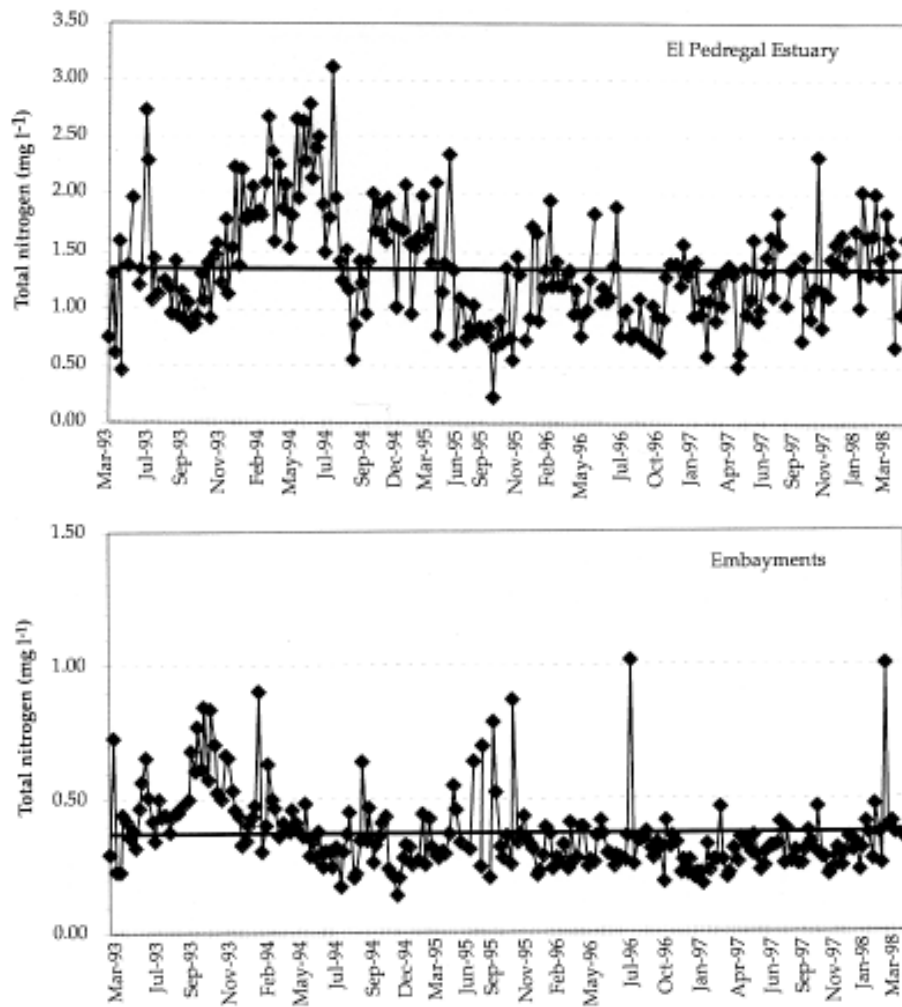 3.50
El Pedregal Estuary
3.00
2.50
2.00
1.50
1.00
0.50
0.00
Total nitrogen (mg l-1)
Mar-93 Jul-93 Sep-93 Nov-93 Feb-94 May-94 Jul-94 Sep-94 Dec-94 Mar-95 Jun-95 Sep-95 Nov-95 Feb-96 May-96 Jul-96 Oct-96 Jan-97 Apr-97 Jun-97 Sep-97 Nov-97 Jan-98 Mar-98
1.50
Embayments
1.00
0.50
0.00
Total nitrogen (mg l-1)
Mar-93 Jul-93 Sep-93 Nov-93 Feb-94 May-94 Jul-94 Sep-94 Dec-94 Mar-95 Jun-95 Sep-95 Nov-95 Feb-96 May-96 Jul-96 Oct-96 Jan-97 Apr-97 Jun-97 Sep-97 Nov-97 Jan-98 Mar-98